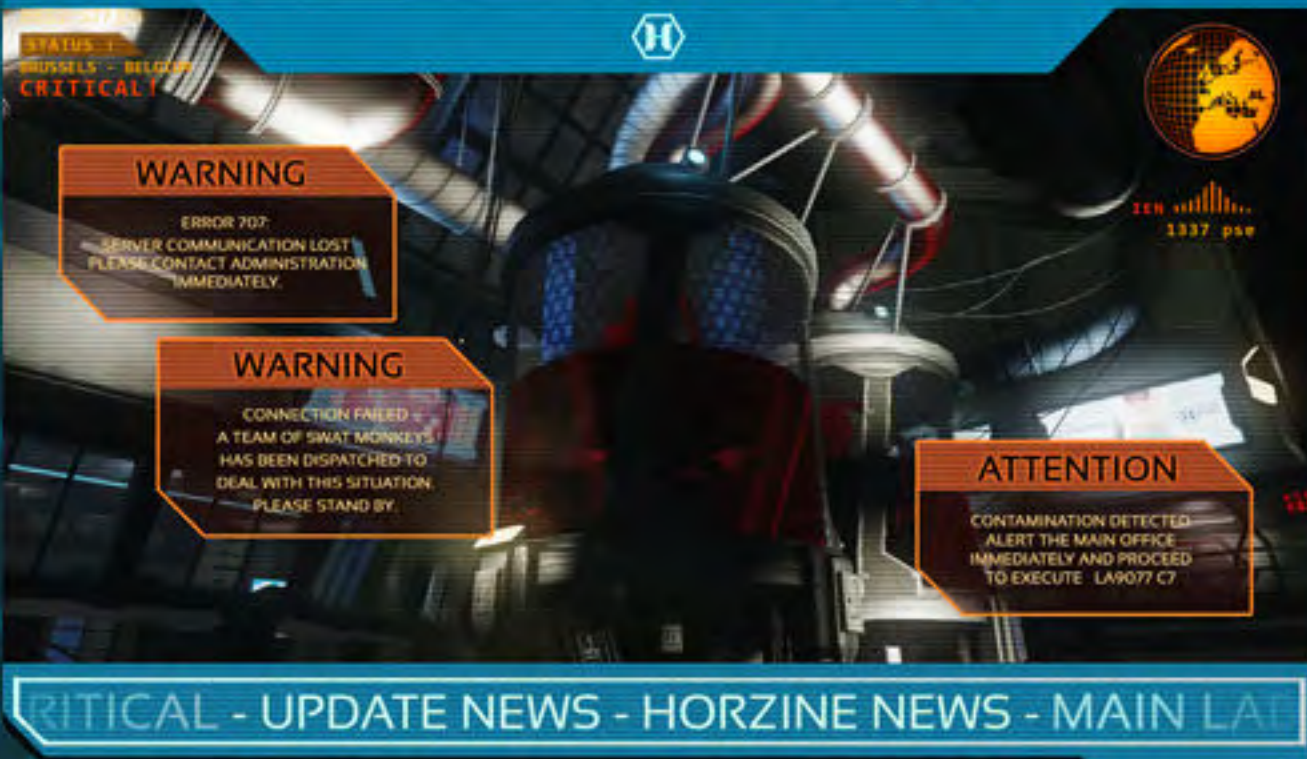 STATUS :
BRUSSELS - BELGIUM
CRITICAL!
H
IEN
1337 pse
WARNING
ERROR 707:
SERVER COMMUNICATION LOST
PLEASE CONTACT ADMINISTRATION
IMMEDIATELY.
WARNING
CONNECTION FAILED -
A TEAM OF SWAT MONKEYS
HAS BEEN DISPATCHED TO
DEAL WITH THIS SITUATION.
PLEASE STAND BY.
ATTENTION
CONTAMINATION DETECTED
ALERT THE MAIN OFFICE
IMMEDIATELY AND PROCEED
TO EXECUTE LA9077 C7
RITICAL - UPDATE NEWS - HORZINE NEWS - MAIN LA